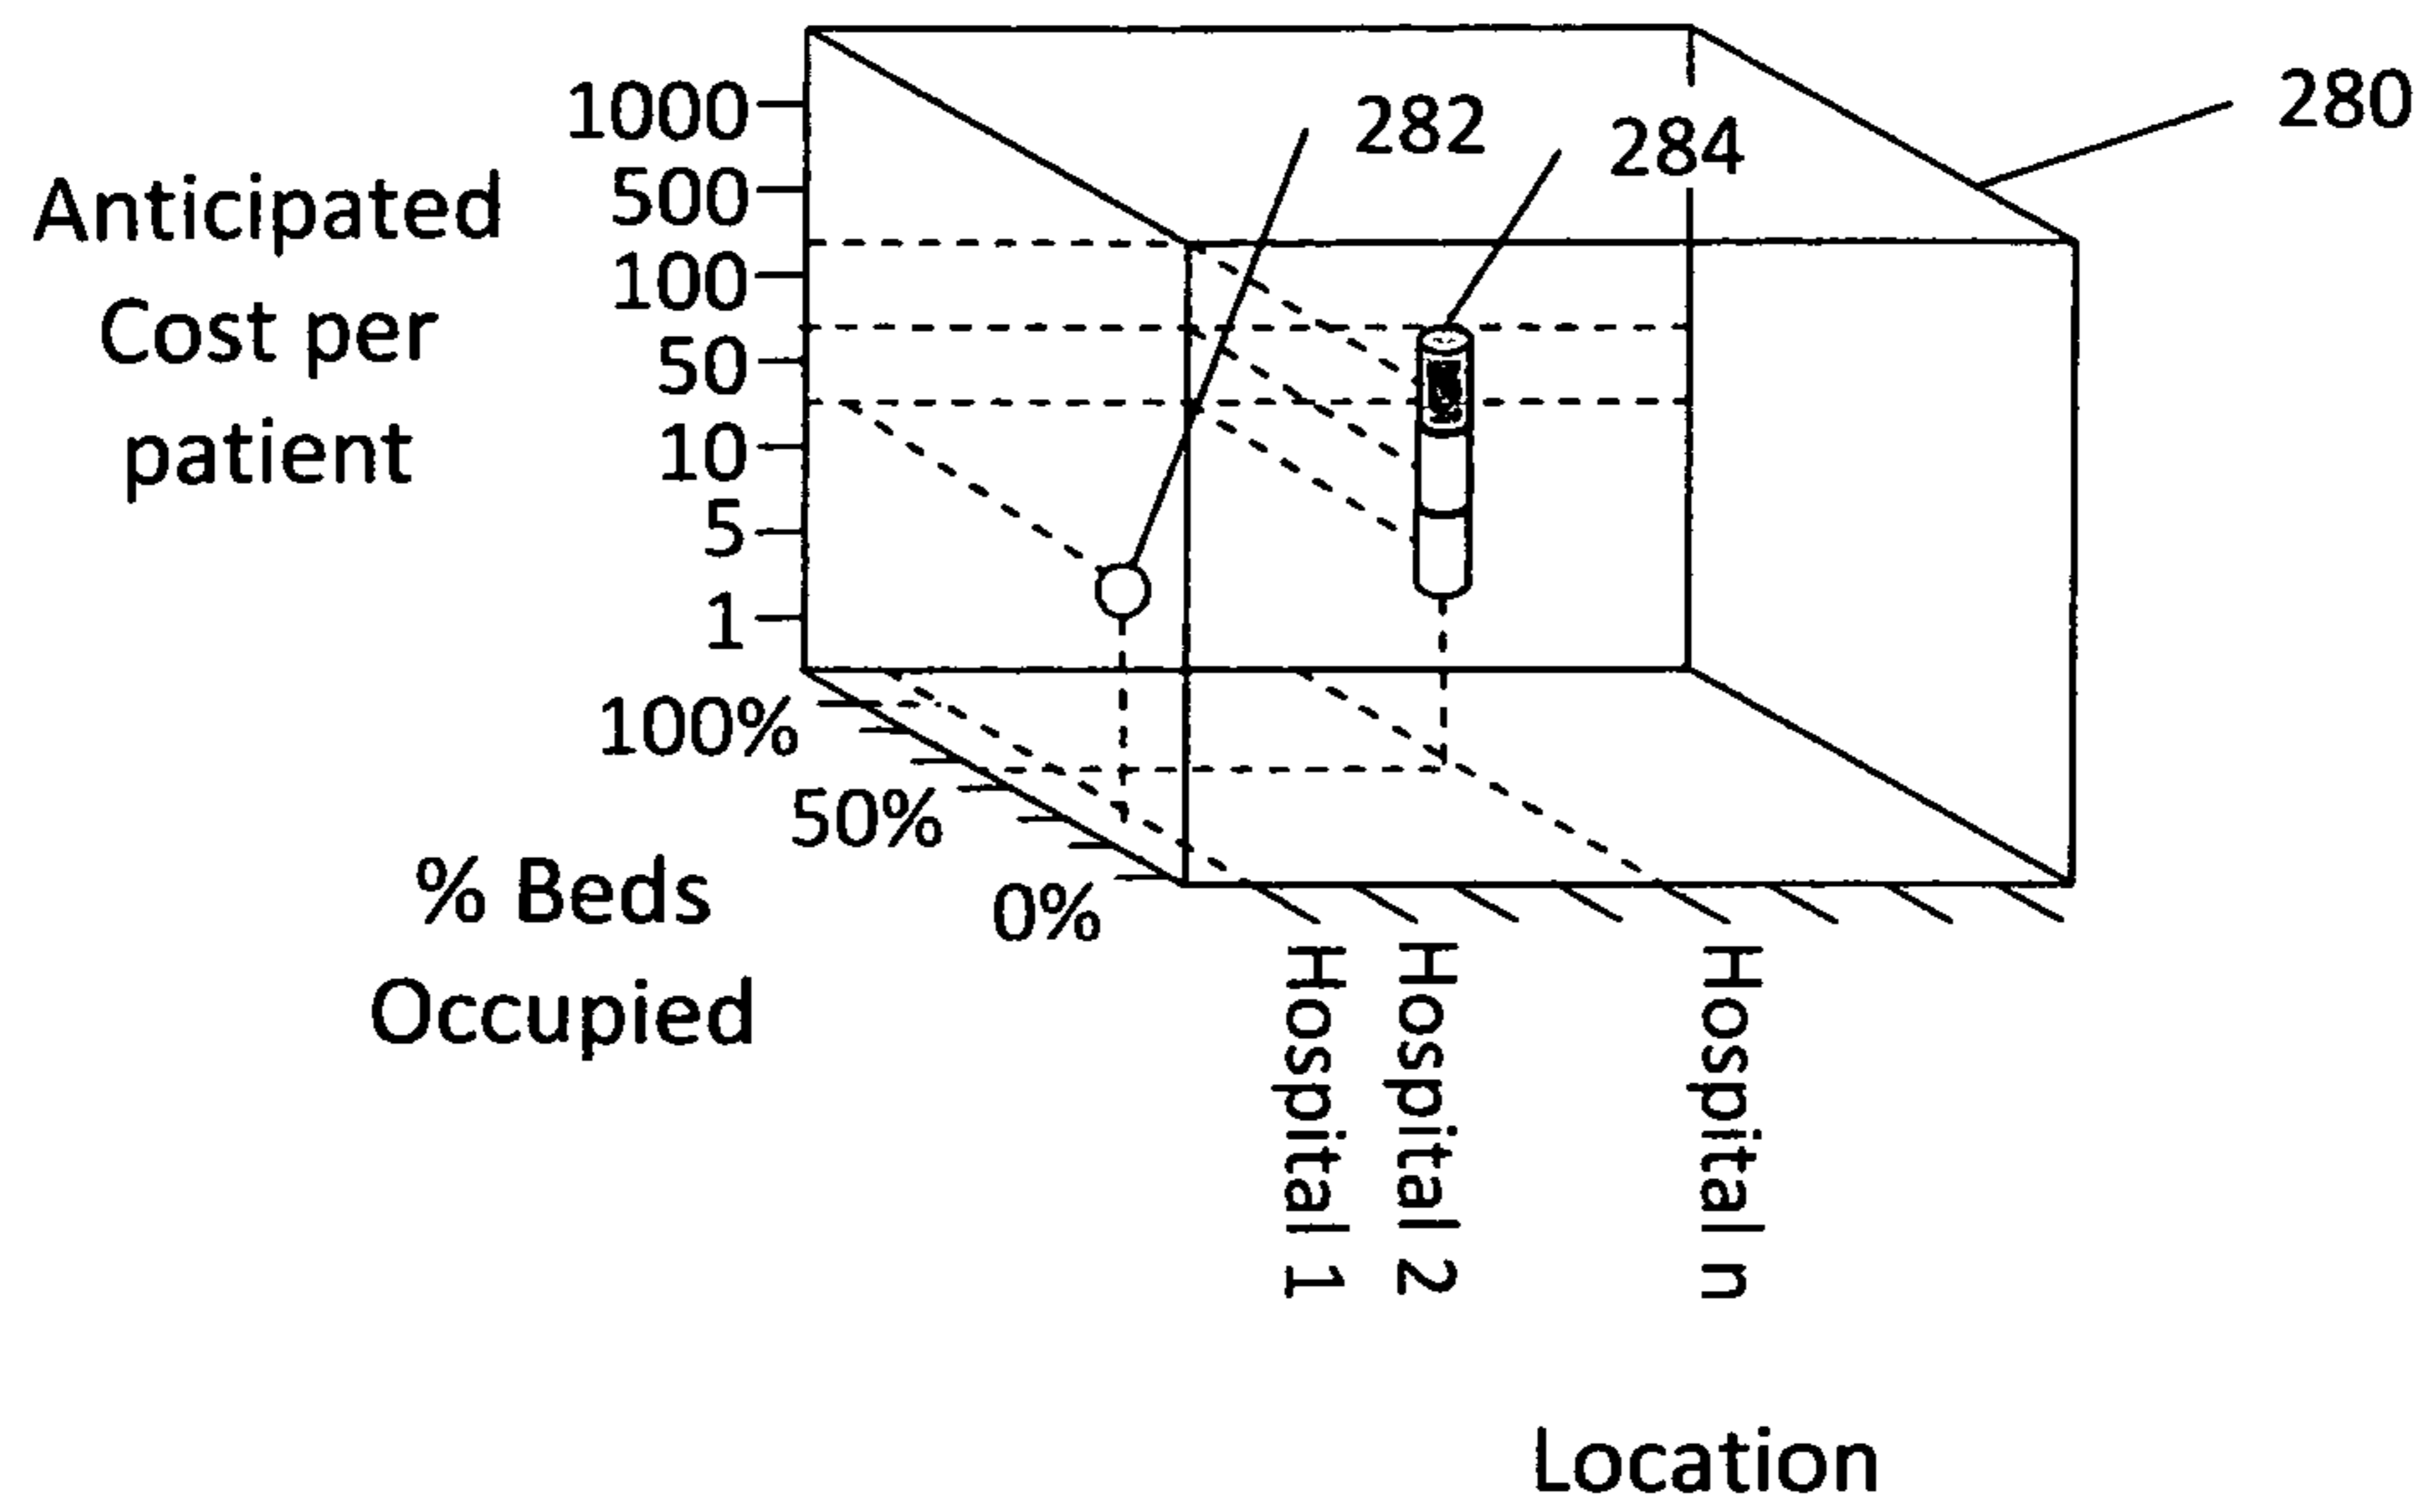 280
282
284
1000
500
100
50
10
5
1
Anticipated
Cost per
patient
100%
50%
0%
% Beds
Occupied
Hospital 1
Hospital 2
Hospital n
Location